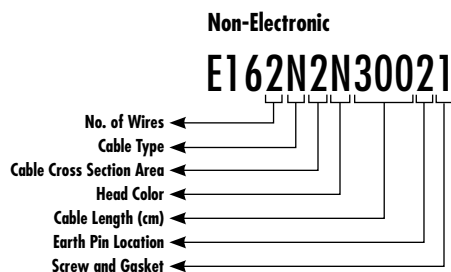 Non-Electronic
E162N2N30021
No. of Wires
Cable Type
Cable Cross Section Area
Head Color
Cable Length (cm)
Earth Pin Location
Screw and Gasket